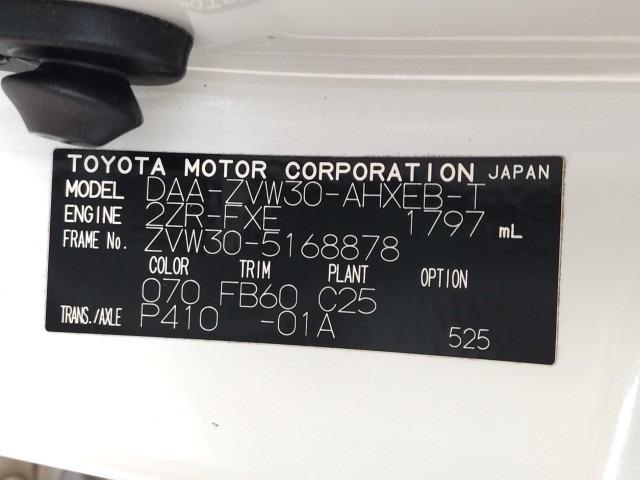 TOYOTA MOTOR CORPORATION JAPAN
MODEL DAA-ZVW30-AHXEB-T
ENGINE 2ZR-FXE 1797 mL
FRAME No. ZVW30-5168878
COLOR TRIM PLANT OPTION
070 FB60 C25
TRANS./AXLE P410 -01A
525